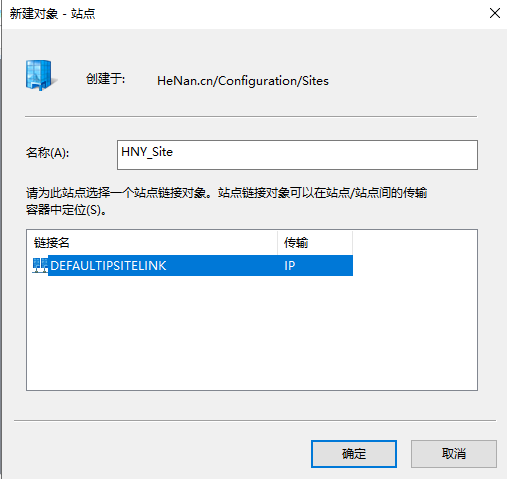 新建对象 - 站点
创建于: HeNan.cn/Configuration/Sites
名称(A): HNY_Site
请为此站点选择一个站点链接对象。站点链接对象可以在站点/站点间的传输
容器中定位(S)。
链接名 传输
DEFAULTIPSITELINK IP
确定 取消